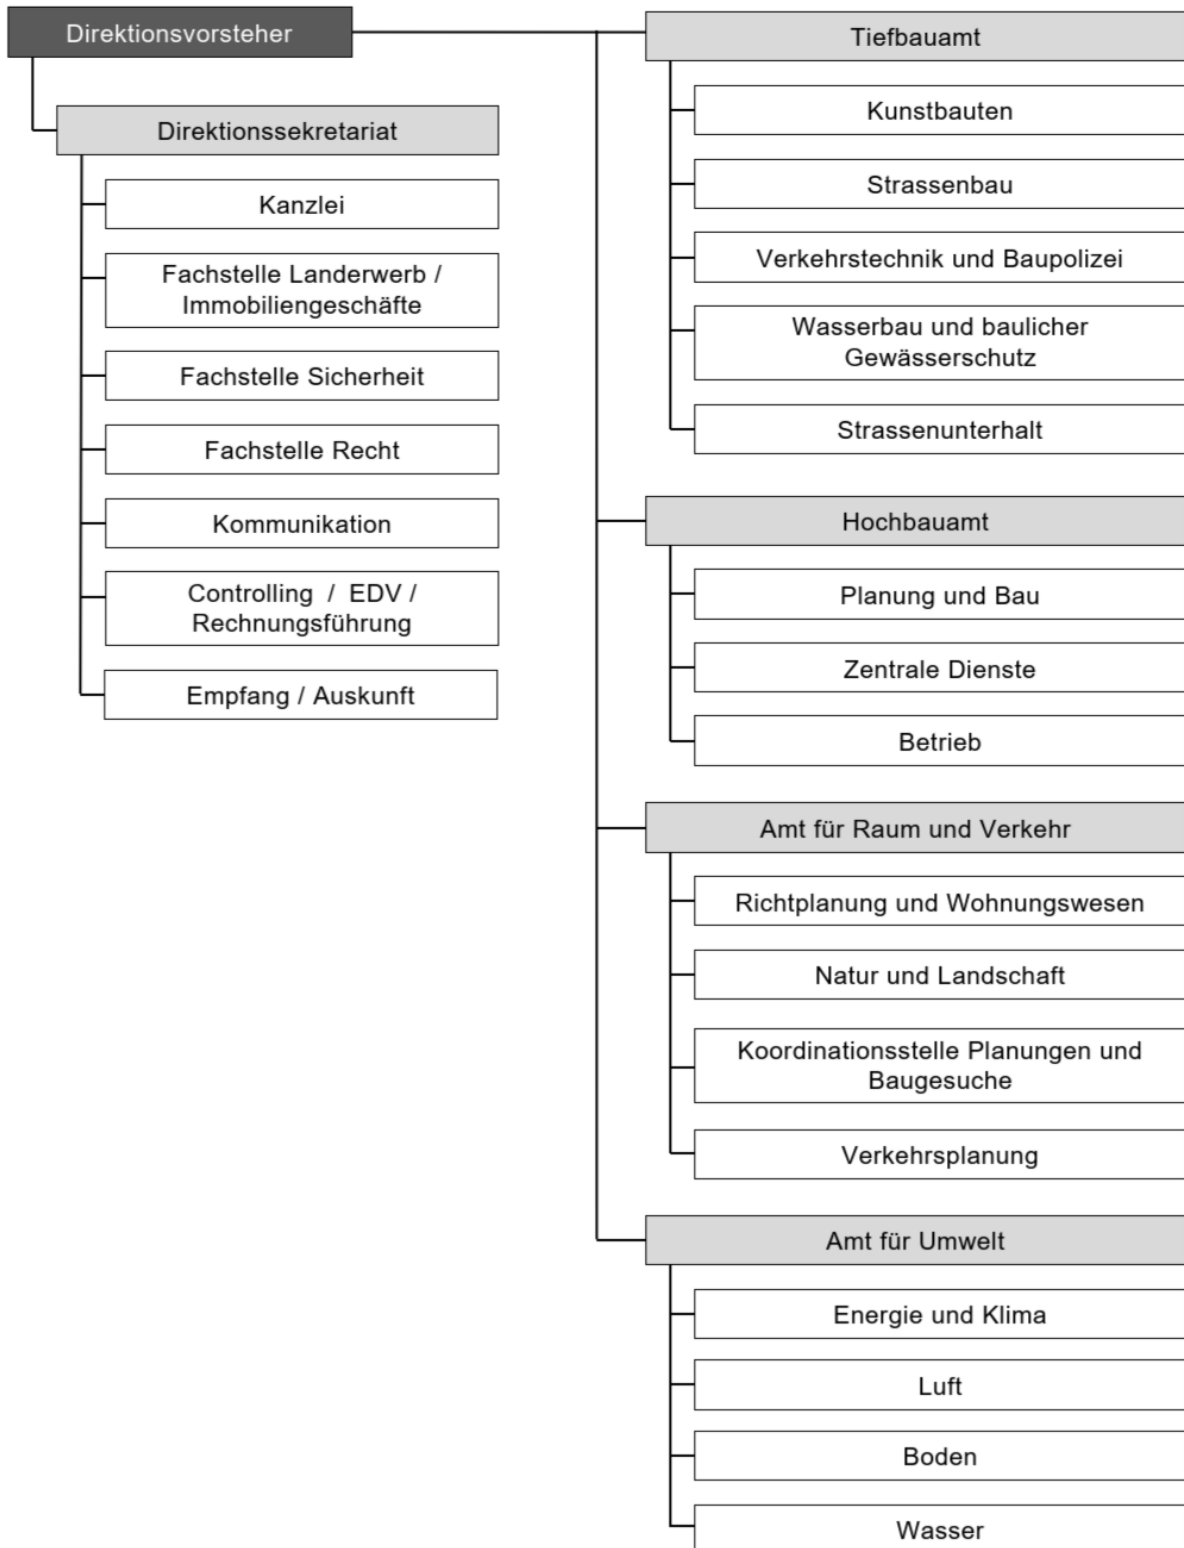 Direktionsvorsteher
Direktionssekretariat
Kanzlei
Fachstelle Landerwerb /
Immobiliengeschäfte
Fachstelle Sicherheit
Fachstelle Recht
Kommunikation
Controlling / EDV /
Rechnungsführung
Empfang / Auskunft
Tiefbauamt
Kunstbauten
Strassenbau
Verkehrstechnik und Baupolizei
Wasserbau und baulicher
Gewässerschutz
Strassenunterhalt
Hochbauamt
Planung und Bau
Zentrale Dienste
Betrieb
Amt für Raum und Verkehr
Richtplanung und Wohnungswesen
Natur und Landschaft
Koordinationsstelle Planungen und
Baugesuche
Verkehrsplanung
Amt für Umwelt
Energie und Klima
Luft
Boden
Wasser